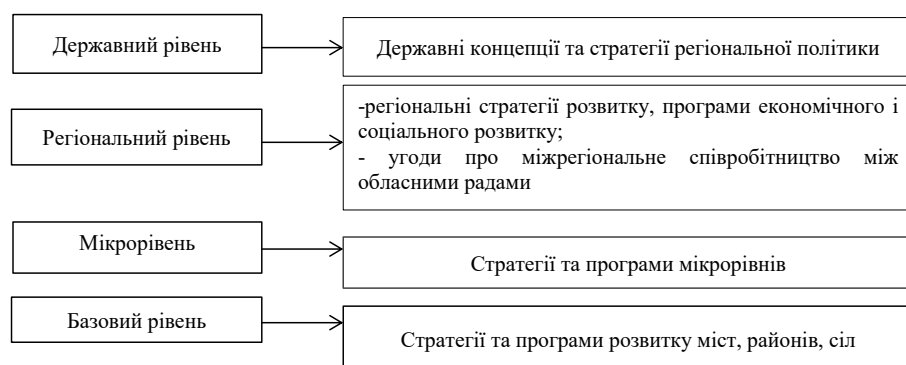 Державний рівень
Державні концепції та стратегії регіональної політики
Регіональний рівень
-регіональні стратегії розвитку, програми економічного і
соціального розвитку;
- угоди про міжрегіональне співробітництво між
обласними радами
Мікрорівень
Стратегії та програми мікрорівнів
Базовий рівень
Стратегії та програми розвитку міст, районів, сіл